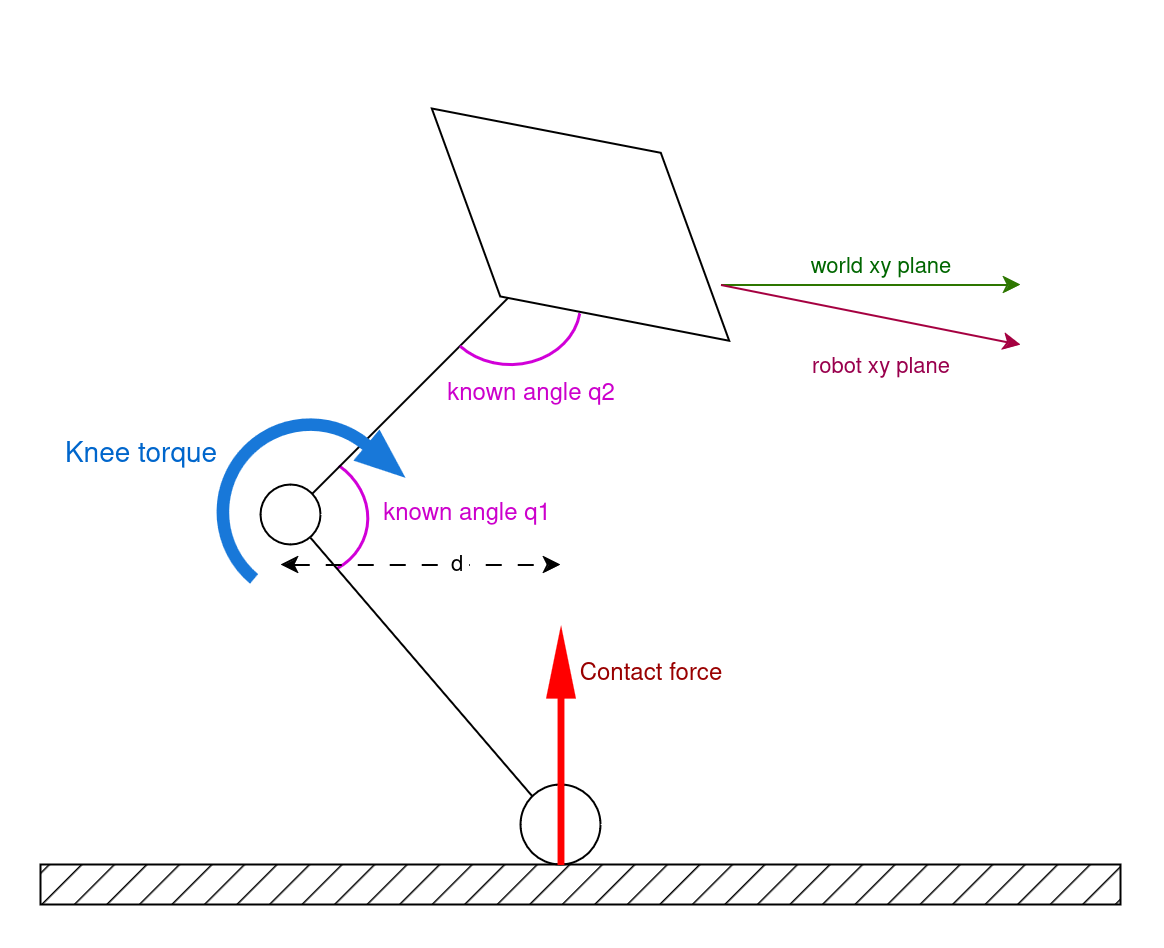 world xy plane
robot xy plane
known angle q2
Knee torque
known angle q1
d
Contact force